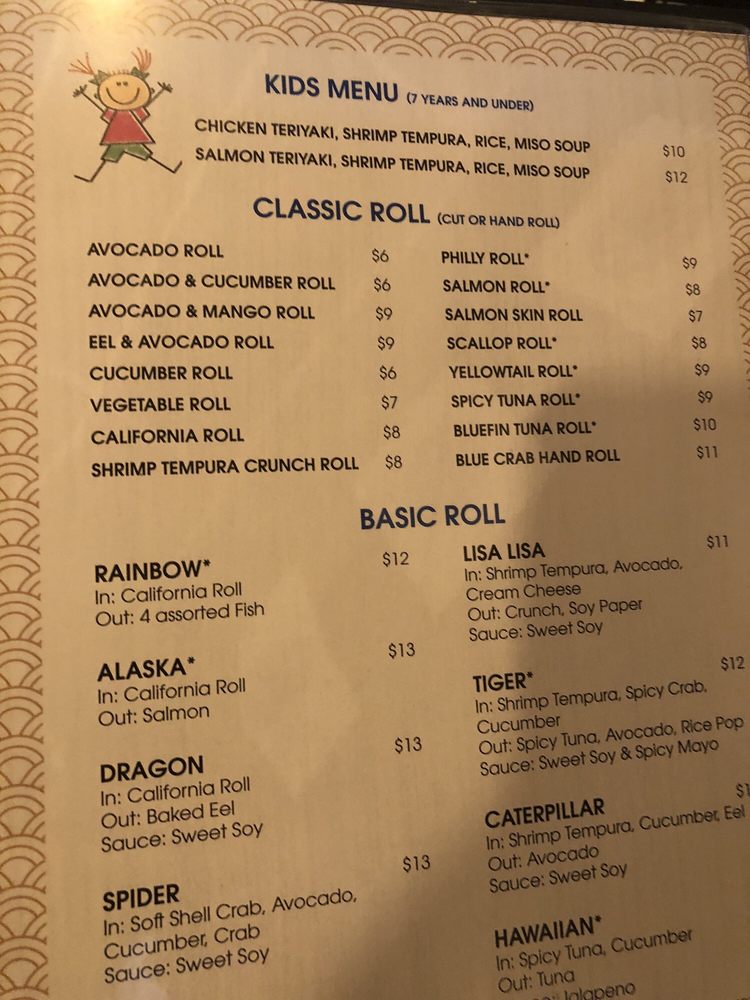 KIDS MENU (7 YEARS AND UNDER)
CHICKEN TERIYAKI, SHRIMP TEMPURA, RICE, MISO SOUP $10
SALMON TERIYAKI, SHRIMP TEMPURA, RICE, MISO SOUP $12
CLASSIC ROLL (CUT OR HAND ROLL)
AVOCADO ROLL $6
AVOCADO & CUCUMBER ROLL $6
AVOCADO & MANGO ROLL $9
EEL & AVOCADO ROLL $9
CUCUMBER ROLL $6
VEGETABLE ROLL $7
CALIFORNIA ROLL $8
SHRIMP TEMPURA CRUNCH ROLL $8
PHILLY ROLL* $9
SALMON ROLL* $8
SALMON SKIN ROLL $7
SCALLOP ROLL* $8
YELLOWTAIL ROLL* $9
SPICY TUNA ROLL* $9
BLUEFIN TUNA ROLL* $10
BLUE CRAB HAND ROLL $11
BASIC ROLL
RAINBOW* $12
In: California Roll
Out: 4 assorted Fish
ALASKA* $13
In: California Roll
Out: Salmon
DRAGON $13
In: California Roll
Out: Baked Eel
Sauce: Sweet Soy
SPIDER $13
In: Soft Shell Crab, Avocado,
Cucumber, Crab
Sauce: Sweet Soy
LISA LISA $11
In: Shrimp Tempura, Avocado,
Cream Cheese
Out: Crunch, Soy Paper
Sauce: Sweet Soy
TIGER* $12
In: Shrimp Tempura, Spicy Crab,
Cucumber
Out: Spicy Tuna, Avocado, Rice Pop
Sauce: Sweet Soy & Spicy Mayo
CATERPILLAR
In: Shrimp Tempura, Cucumber, Eel
Out: Avocado
Sauce: Sweet Soy
HAWAIIAN*
In: Spicy Tuna, Cucumber
Out: Tuna
Jalapeno